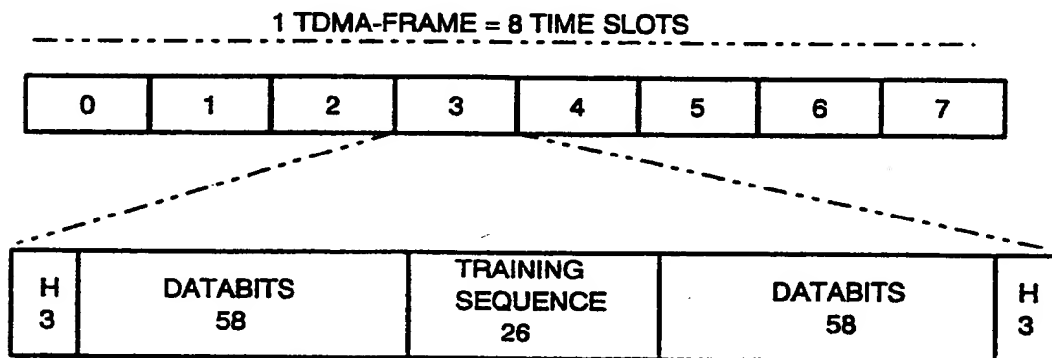 1 TDMA-FRAME = 8 TIME SLOTS
0 1 2 3 4 5 6 7
H
3
DATABITS
58
TRAINING
SEQUENCE
26
DATABITS
58
H
3